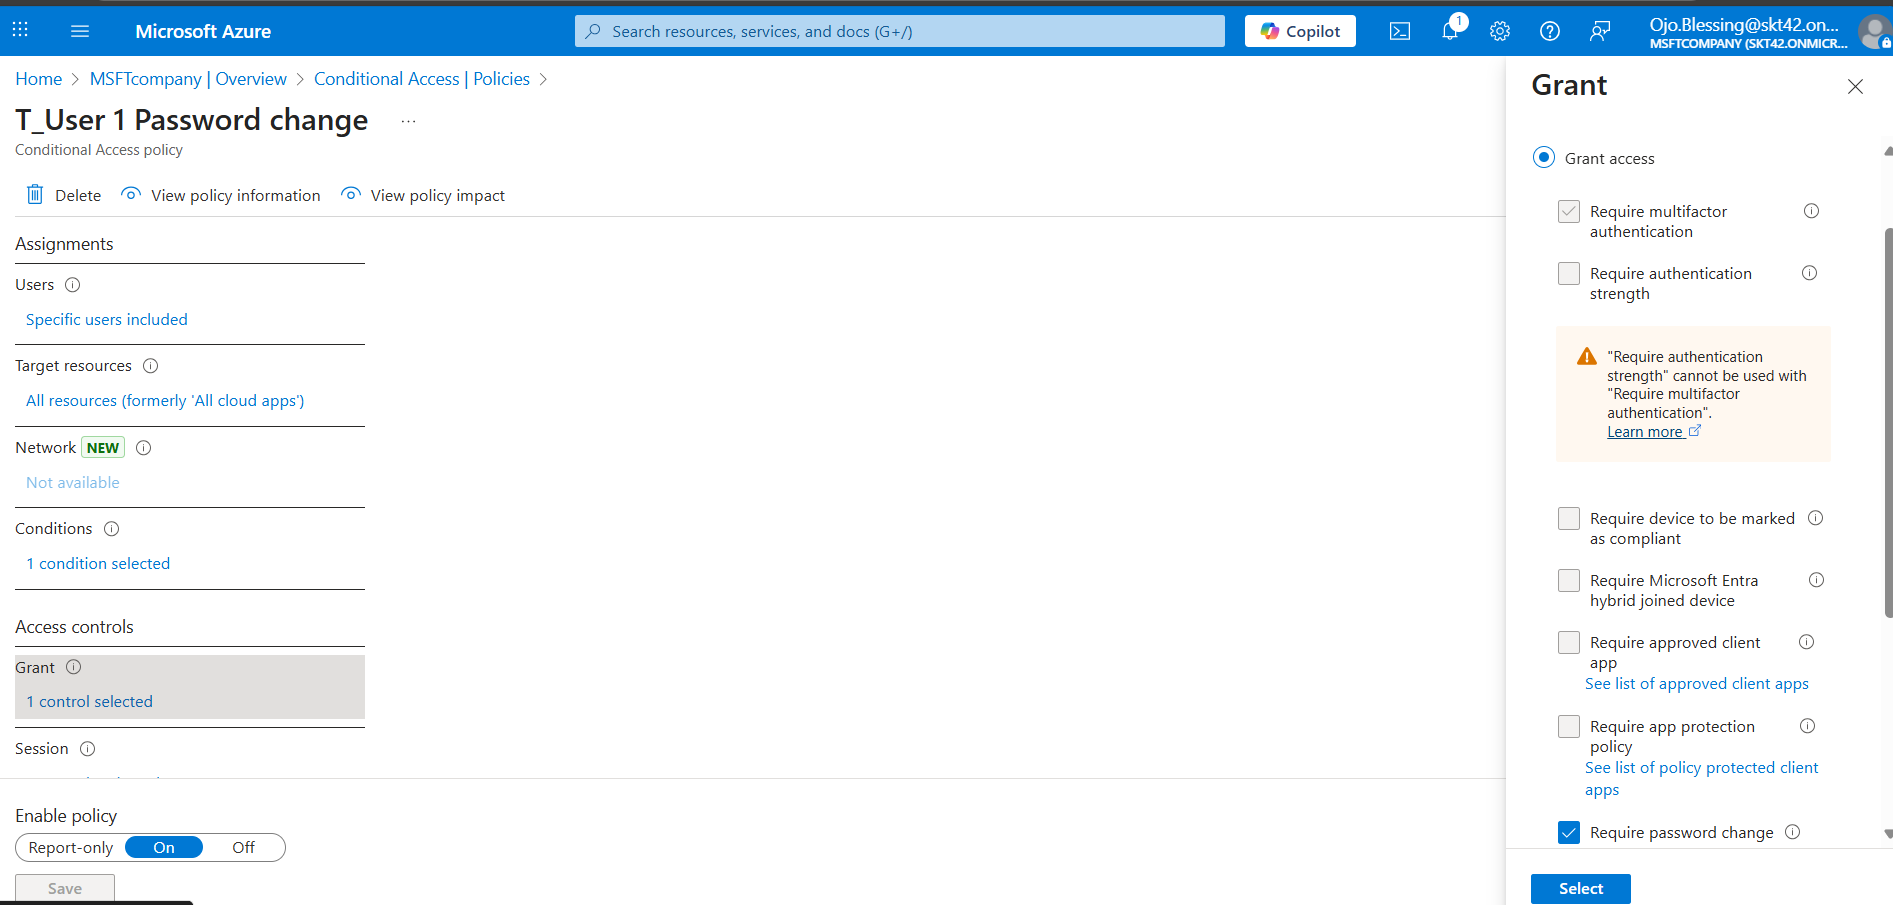 Microsoft Azure
Search resources, services, and docs (G+/)
Copilot
1
Ojo.Blessing@skt42.on...
MSFTCOMPANY (SKT42.ONMICR...
Home > MSFTcompany | Overview > Conditional Access | Policies >
T_User 1 Password change ...
Conditional Access policy
Delete
View policy information
View policy impact
Assignments
Users
Specific users included
Target resources
All resources (formerly 'All cloud apps')
Network NEW
Not available
Conditions
1 condition selected
Access controls
Grant
1 control selected
Session
Enable policy
Report-only On Off
Save
Grant
Grant access
Require multifactor
authentication
Require authentication
strength
"Require authentication
strength" cannot be used with
"Require multifactor
authentication".
Learn more
Require device to be marked
as compliant
Require Microsoft Entra
hybrid joined device
Require approved client
app
See list of approved client apps
Require app protection
policy
See list of policy protected client
apps
Require password change
Select